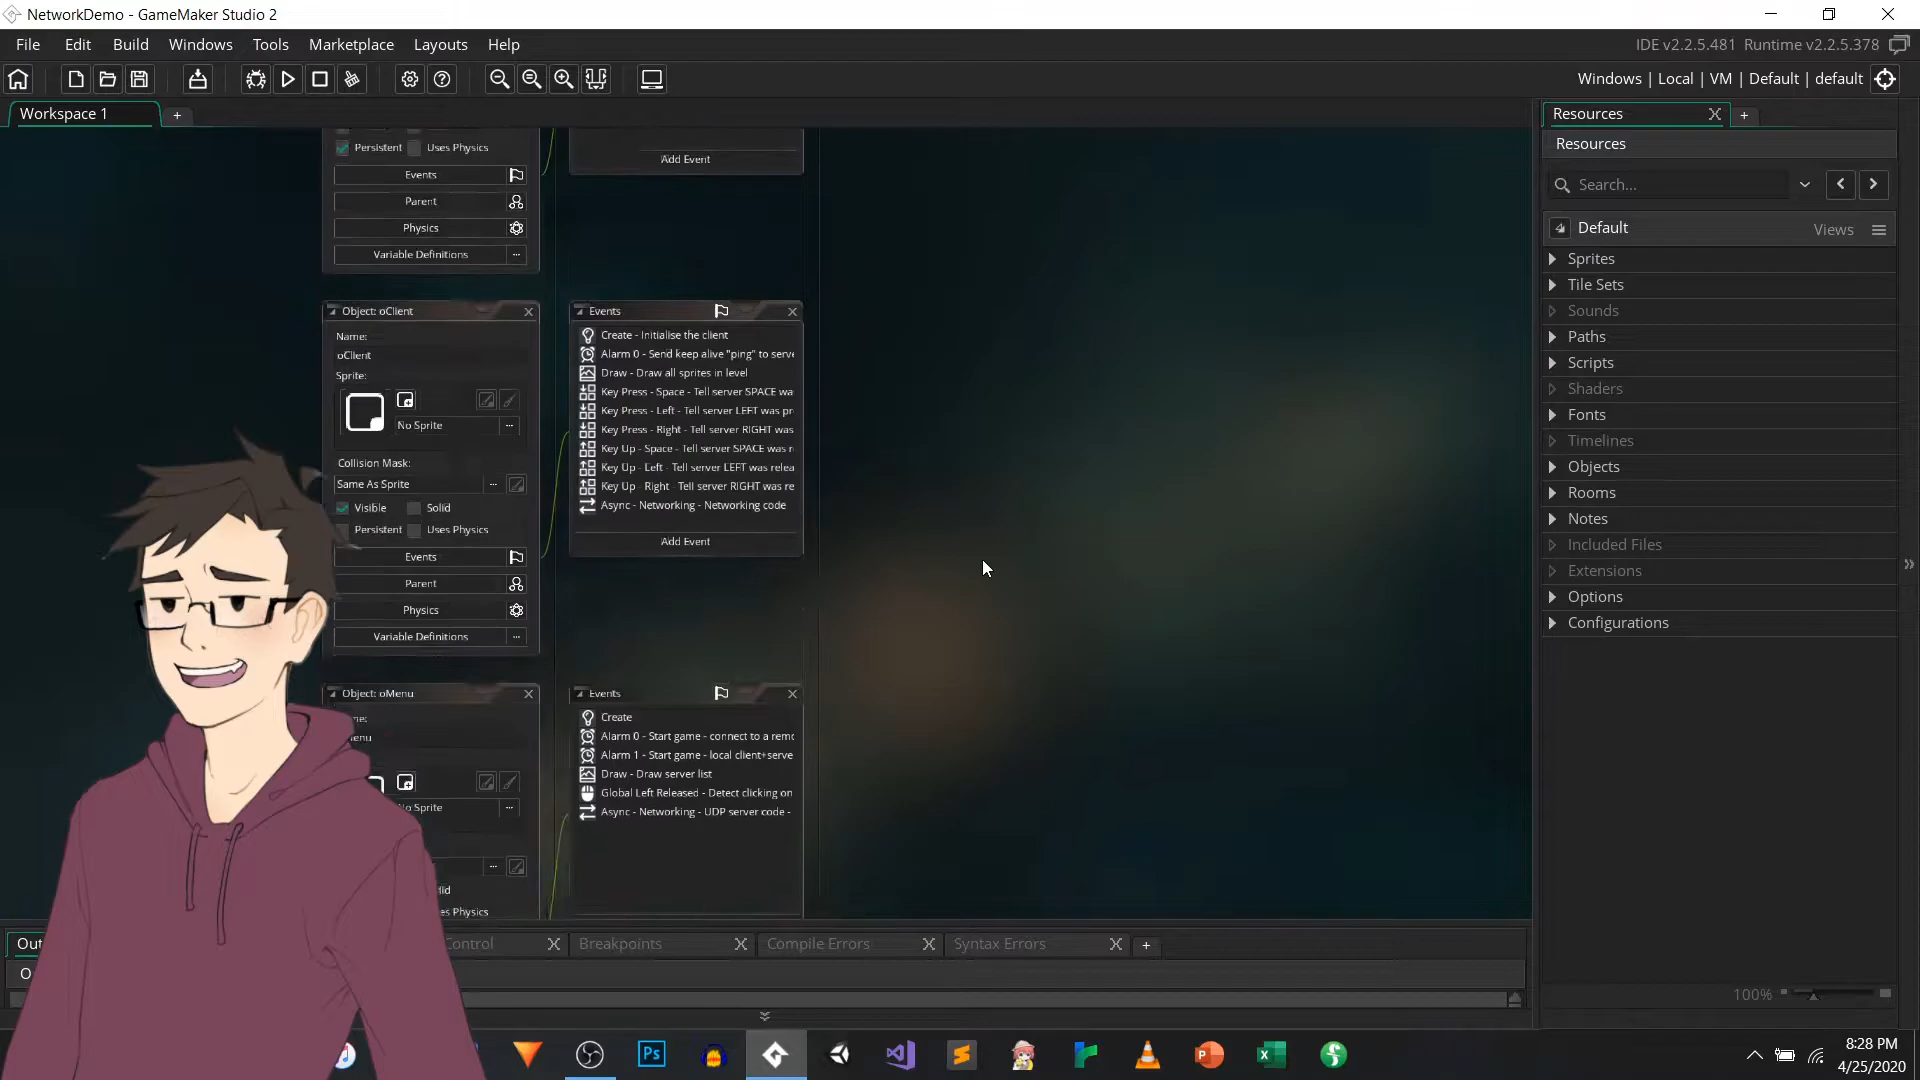 NetworkDemo - GameMaker Studio 2
File Edit Build Windows Tools Marketplace Layouts Help
IDE v2.2.5.481 Runtime v2.2.5.378
Windows | Local | VM | Default | default
Workspace 1
Persistent Uses Physics
Events
Parent
Physics
Variable Definitions
Add Event
Object: oClient
Name:
oClient
Sprite:
No Sprite
Collision Mask:
Same As Sprite
Visible Solid
Persistent Uses Physics
Events
Parent
Physics
Variable Definitions
Events
Create - Initialise the client
Alarm 0 - Send keep alive "ping" to serve
Draw - Draw all sprites in level
Key Press - Space - Tell server SPACE wa
Key Press - Left - Tell server LEFT was pr
Key Press - Right - Tell server RIGHT was
Key Up - Space - Tell server SPACE was r
Key Up - Left - Tell server LEFT was relea
Key Up - Right - Tell server RIGHT was re
Async - Networking - Networking code
Add Event
Object: oMenu
me:
lenu
No Sprite
lid
es Physics
Events
Create
Alarm 0 - Start game - connect to a remo
Alarm 1 - Start game - local client+serve
Draw - Draw server list
Global Left Released - Detect clicking on
Async - Networking - UDP server code -
Out Control Breakpoints Compile Errors Syntax Errors
O
Resources
Resources
Search...
Default Views
Sprites
Tile Sets
Sounds
Paths
Scripts
Shaders
Fonts
Timelines
Objects
Rooms
Notes
Included Files
Extensions
Options
Configurations
100%
Ps
8:28 PM
4/25/2020